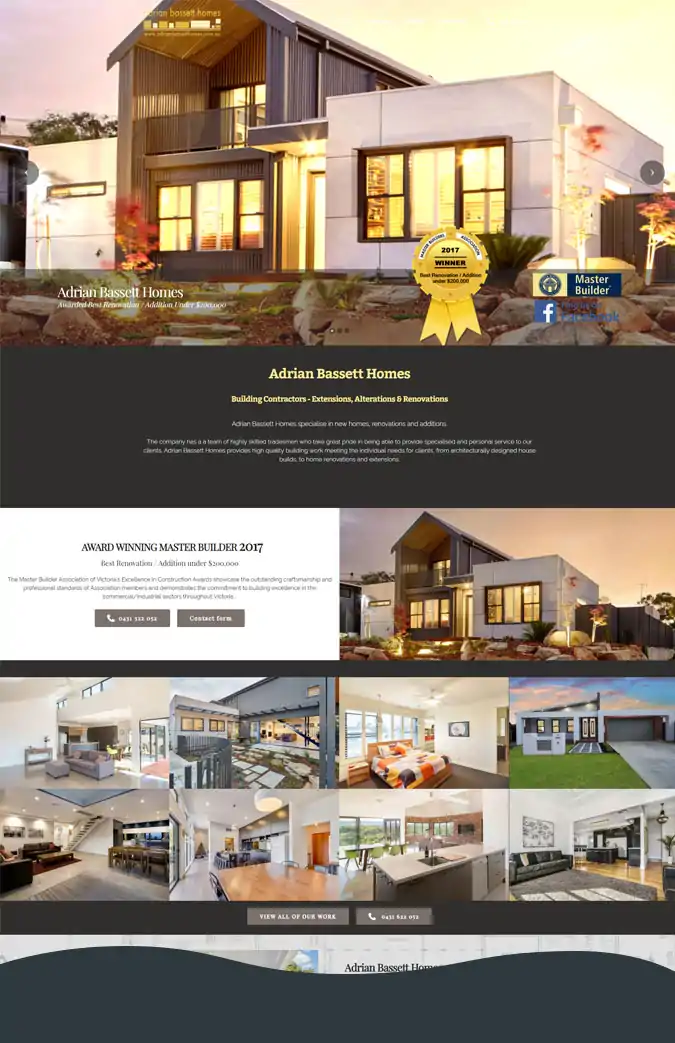 adrian bassett homes
www.adrianbassetthomes.com.au
MASTER BUILDERS ASSOCIATION
2017
WINNER
Best Renovation / Addition
under $200,000
Adrian Bassett Homes
Awarded Best Renovation / Addition Under $200,000
Master
Builder
Adrian Bassett Homes
Building Contractors - Extensions, Alterations & Renovations
Adrian Bassett Homes specialise in new homes, renovations and additions.
The company has a a team of highly skilled tradesmen who take great pride in being able to provide specialised and personal service to our
clients. Adrian Bassett Homes provides high quality building work meeting the individual needs for clients, from architecturally designed house
builds, to home renovations and extensions.
AWARD WINNING MASTER BUILDER 2017
Best Renovation / Addition under $200,000
The Master Builder Association of Victoria's Excellence in Construction Awards showcase the outstanding craftsmanship and
professional standards of Association members and demonstrates the commitment to building excellence in the
commercial/industrial sectors throughout Victoria.
0431 322 052
Contact form
VIEW ALL OF OUR WORK
0431 622 052
Adrian Bassett Homes